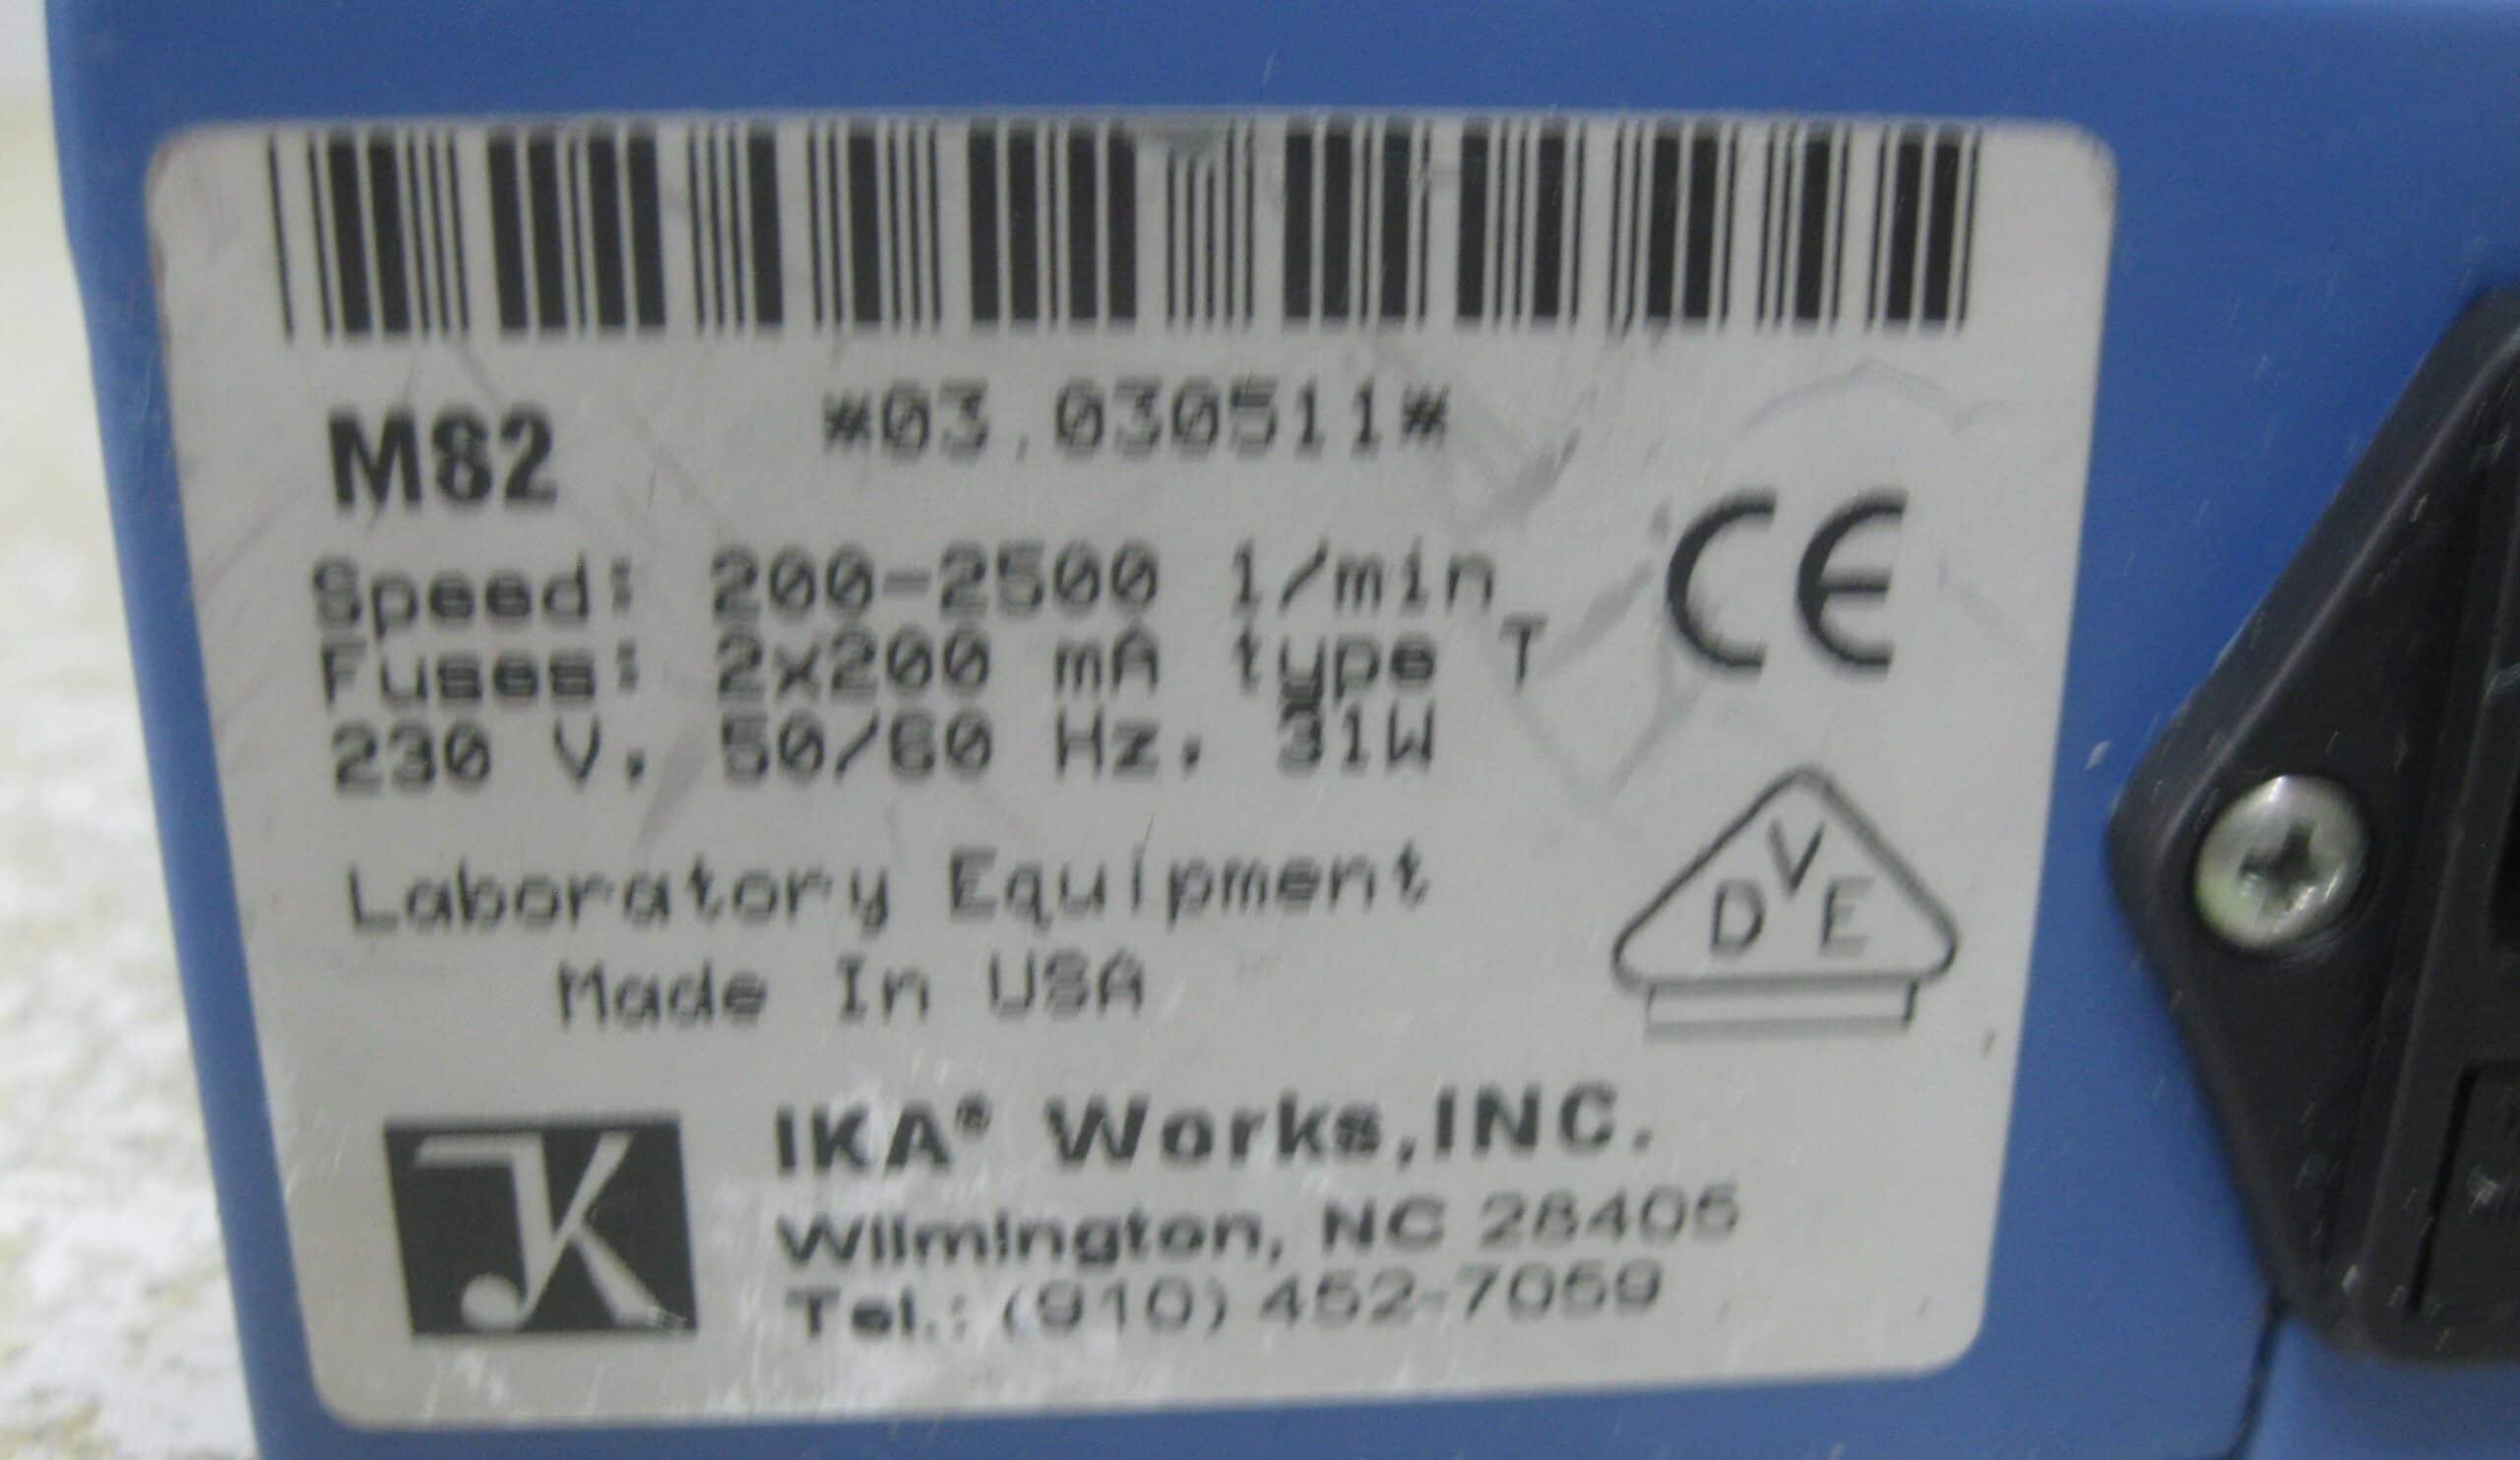 M82 *03.030511*
Speed: 200-2500 1/min
Fuses: 2x200 mA type T
230 V, 50/60 Hz, 31W
CE
Laboratory Equipment
Made In USA
DVE
IKA® Works,INC.
Wilmington, NC 28405
Tel.: (910) 452-7059